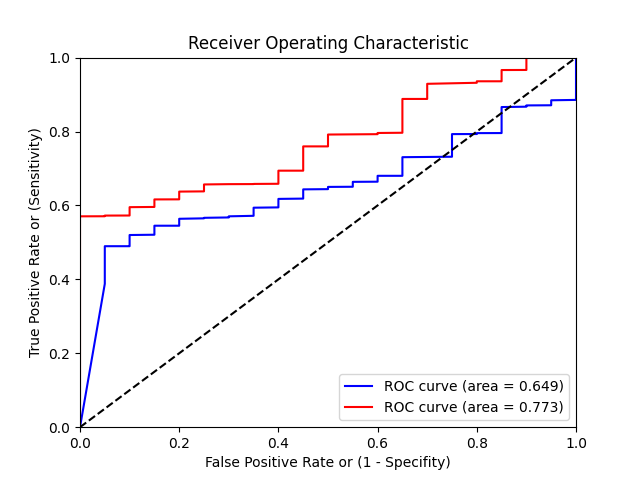 Receiver Operating Characteristic
1.0
0.8
0.6
0.4
0.2
0.0
True Positive Rate or (Sensitivity)
ROC curve (area = 0.649)
ROC curve (area = 0.773)
0.0 0.2 0.4 0.6 0.8 1.0
False Positive Rate or (1 - Specifity)